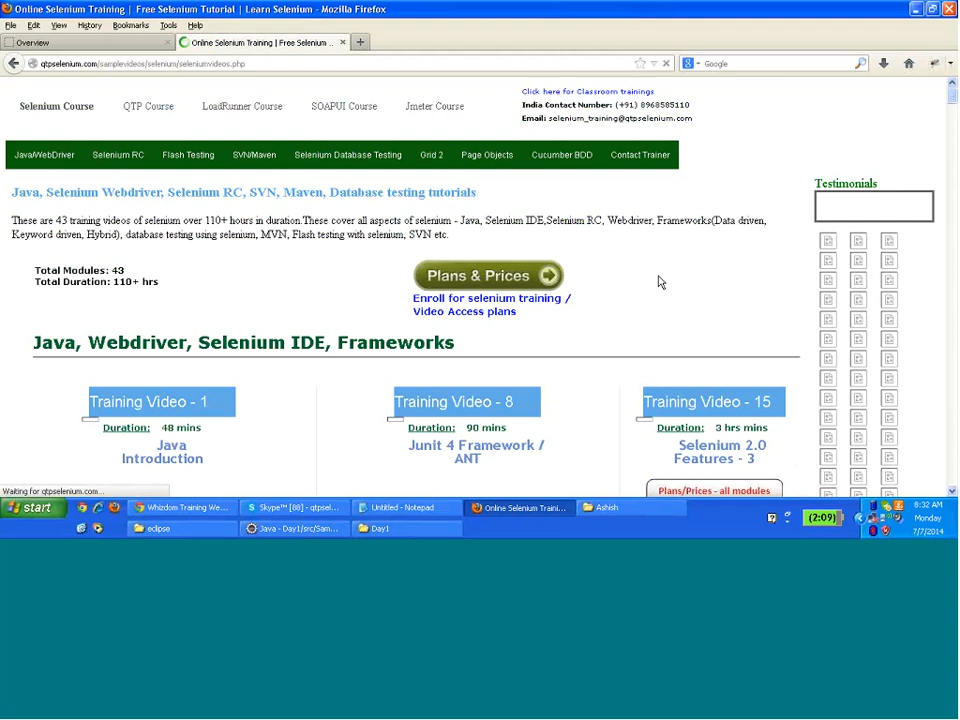 Online Selenium Training | Free Selenium Tutorial | Learn Selenium - Mozilla Firefox
File Edit View History Bookmarks Tools Help
Overview × Online Selenium Training | Free Selenium ... × +
qtpselenium.com/samplevideos/selenium/seleniumvideos.php Google
Selenium Course QTP Course LoadRunner Course SOAPUI Course Jmeter Course
Click here for Classroom trainings
India Contact Number: (+91) 8968585110
Email: selenium_training@qtpselenium.com
Java/WebDriver Selenium RC Flash Testing SVN/Maven Selenium Database Testing Grid 2 Page Objects Cucumber BDD Contact Trainer
Java, Selenium Webdriver, Selenium RC, SVN, Maven, Database testing tutorials
Testimonials
These are 43 training videos of selenium over 110+ hours in duration.These cover all aspects of selenium - Java, Selenium IDE,Selenium RC, Webdriver, Frameworks(Data driven,
Keyword driven, Hybrid), database testing using selenium, MVN, Flash testing with selenium, SVN etc.
Total Modules: 43
Total Duration: 110+ hrs
Plans & Prices
Enroll for selenium training /
Video Access plans
Java, Webdriver, Selenium IDE, Frameworks
Training Video - 1 Training Video - 8 Training Video - 15
Duration: 48 mins Duration: 90 mins Duration: 3 hrs mins
Java Junit 4 Framework / Selenium 2.0
Introduction ANT Features - 3
Plans/Prices - all modules
Waiting for qtpselenium.com...
start Whizdom Training We... Skype™ [88] - qtpsel... Untitled - Notepad Online Selenium Traini... Ashish
eclipse Java - Day1/src/Sam... Day1
(2:09)
8:32 AM
Monday
7/7/2014